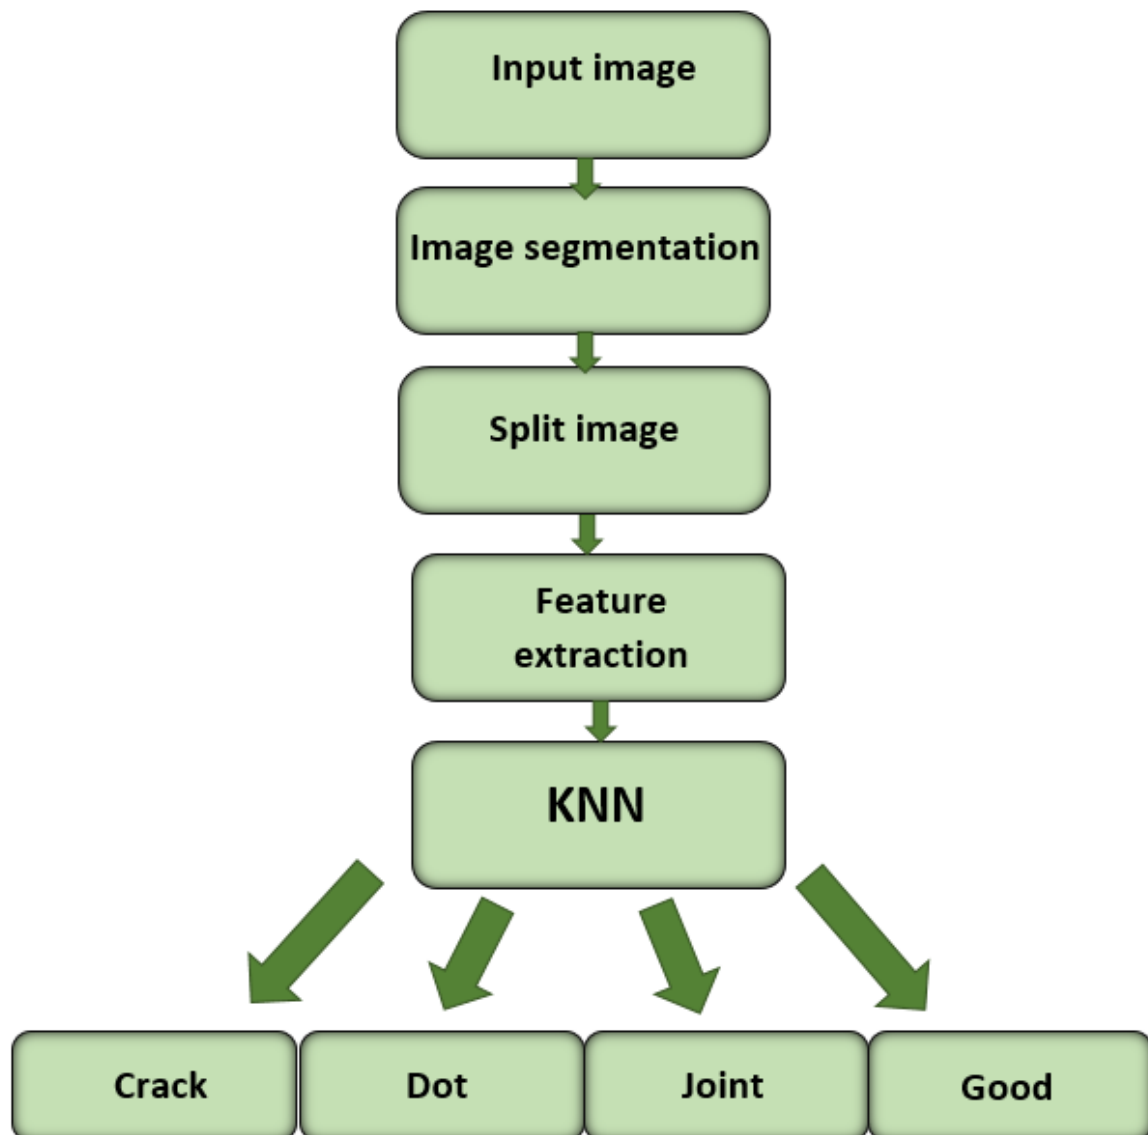 Input image
Image segmentation
Split image
Feature
extraction
KNN
Crack
Dot
Joint
Good